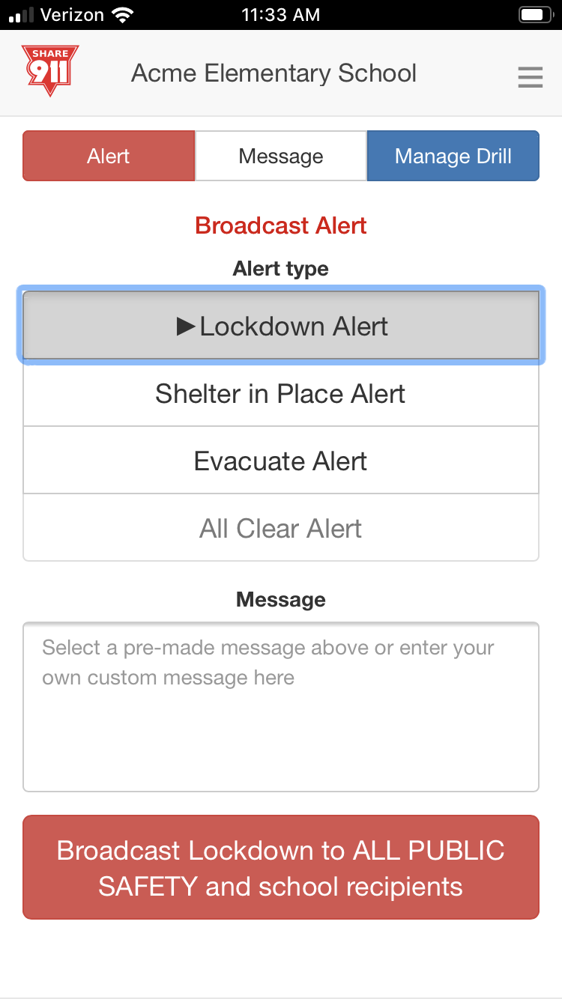 Verizon 11:33 AM
SHARE
911
Acme Elementary School
Alert Message Manage Drill
Broadcast Alert
Alert type
▶Lockdown Alert
Shelter in Place Alert
Evacuate Alert
All Clear Alert
Message
Select a pre-made message above or enter your
own custom message here
Broadcast Lockdown to ALL PUBLIC
SAFETY and school recipients